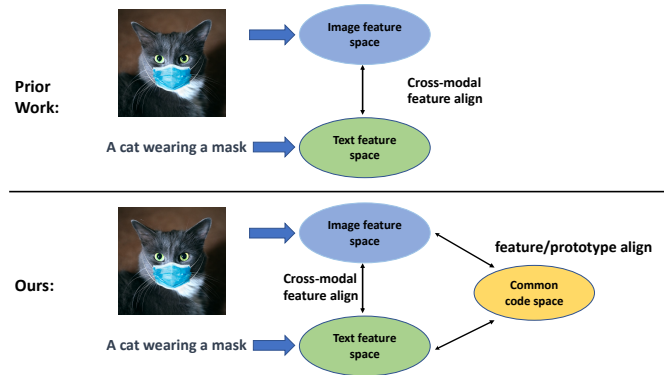 Image feature
space
Prior
Work:
Cross-modal
feature align
A cat wearing a mask
Text feature
space
Image feature
space
feature/prototype align
Ours:
Cross-modal
feature align
Common
code space
A cat wearing a mask
Text feature
space